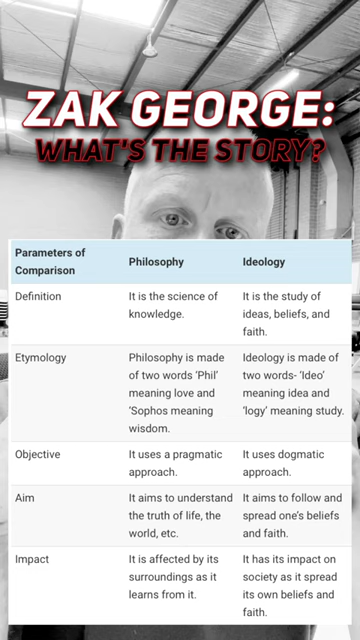 ZAK GEORGE:
WHAT'S THE STORY?
Parameters of Comparison | Philosophy | Ideology
Definition | It is the science of knowledge. | It is the study of ideas, beliefs, and faith.
Etymology | Philosophy is made of two words 'Phil' meaning love and 'Sophos meaning wisdom. | Ideology is made of two words- 'Ideo' meaning idea and 'logy' meaning study.
Objective | It uses a pragmatic approach. | It uses dogmatic approach.
Aim | It aims to understand the truth of life, the world, etc. | It aims to follow and spread one's beliefs and faith.
Impact | It is affected by its surroundings as it learns from it. | It has its impact on society as it spread its own beliefs and faith.